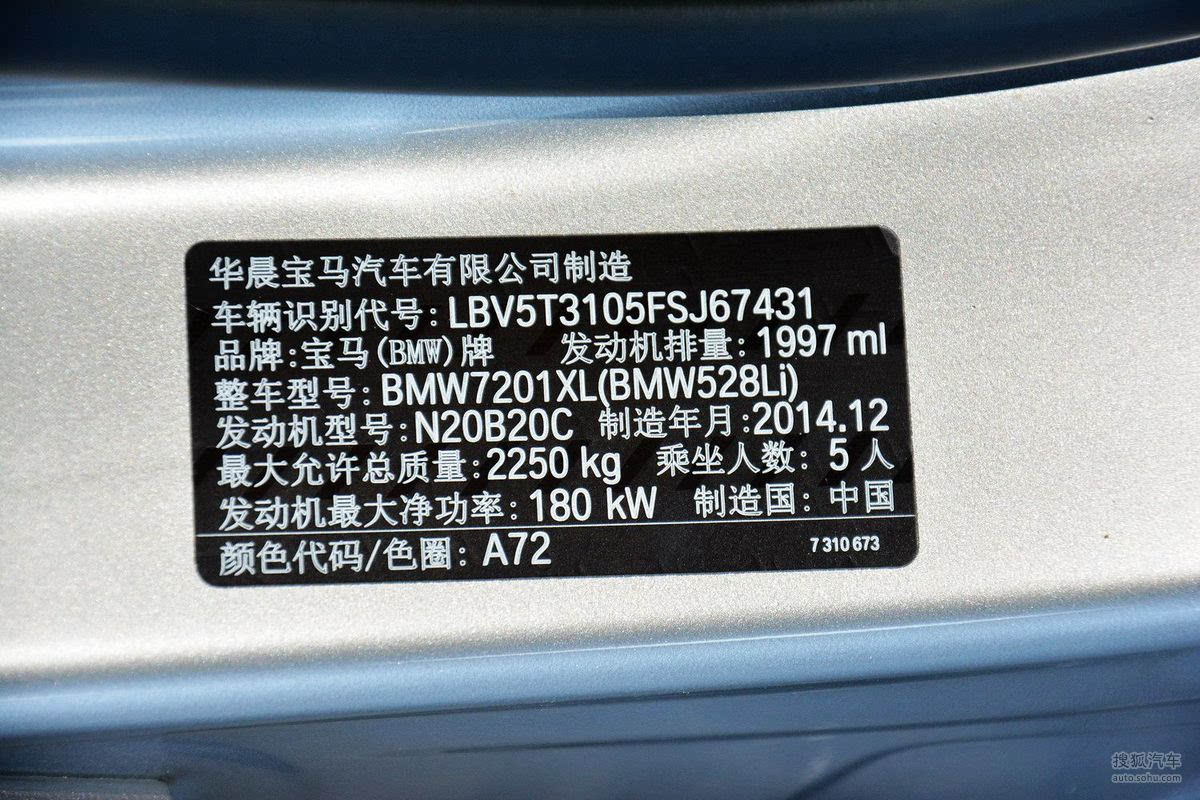 华晨宝马汽车有限公司制造
车辆识别代号: LBV5T3105FSJ67431
品牌:宝马(BMW)牌 发动机排量: 1997 ml
整车型号: BMW7201XL(BMW528Li)
发动机型号: N20B20C 制造年月:2014.12
最大允许总质量: 2250 kg 乘坐人数: 5 人
发动机最大净功率: 180 kW 制造国: 中国
颜色代码/色圈: A72 7 310 673
搜狐汽车
auto.sohu.com